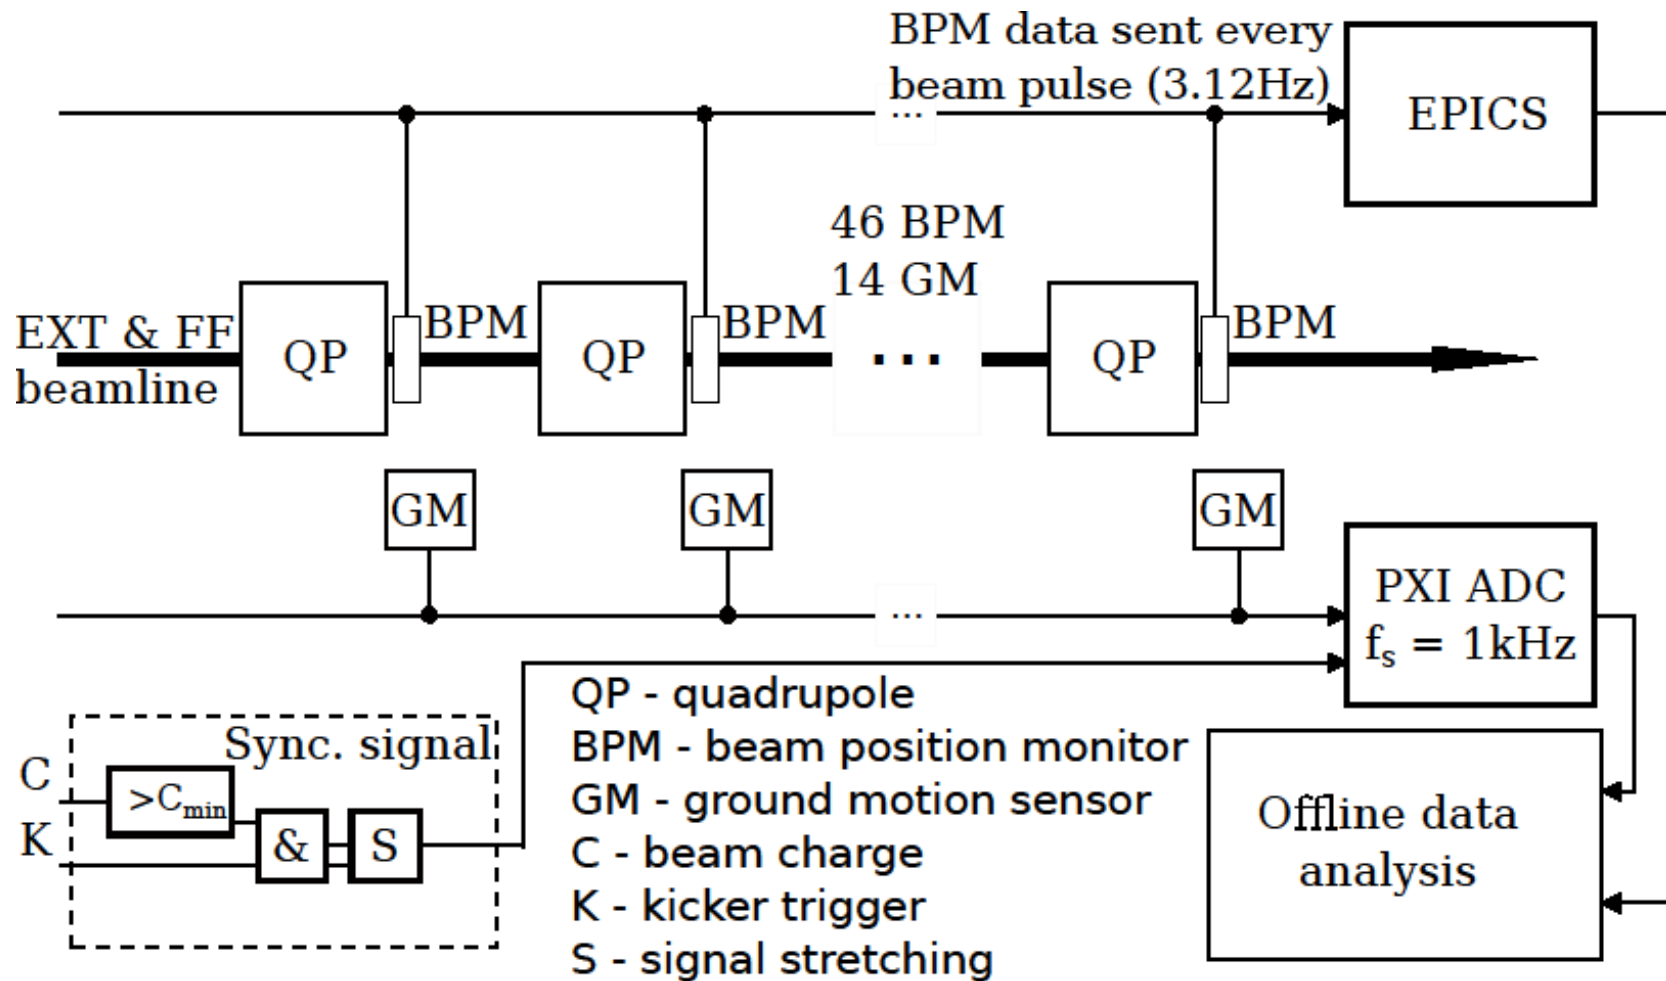 BPM data sent every
beam pulse (3.12Hz)
...
EPICS
46 BPM
14 GM
EXT & FF
beamline
QP
BPM
QP
BPM
...
QP
BPM
GM
GM
GM
...
PXI ADC
fs = 1kHz
Sync. signal
C
>Cmin
K
&
S
QP - quadrupole
BPM - beam position monitor
GM - ground motion sensor
C - beam charge
K - kicker trigger
S - signal stretching
Offline data
analysis